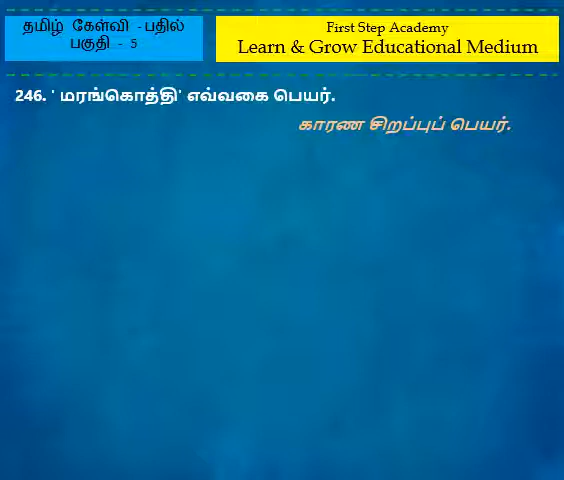 தமிழ் கேள்வி - பதில்
பகுதி - 5
First Step Academy
Learn & Grow Educational Medium
246. ' மரங்கொத்தி' எவ்வகை பெயர்.
காரண சிறப்புப் பெயர்.